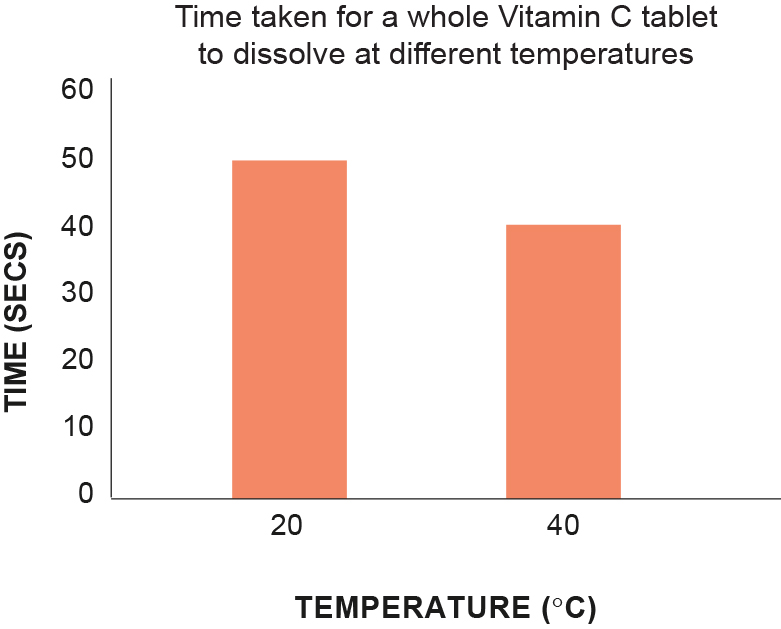 Time taken for a whole Vitamin C tablet
to dissolve at different temperatures
60
50
40
30
20
10
0
TIME (SECS)
20 40
TEMPERATURE (°C)